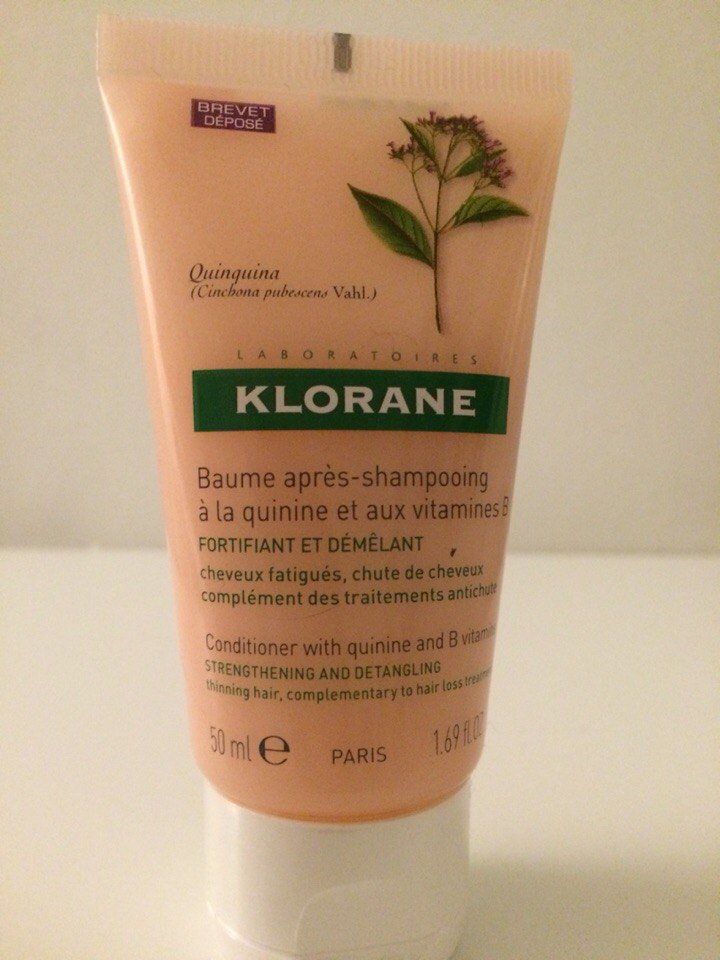 BREVET
DÉPOSÉ
Quinquina
(Cinchona pubescens Vahl.)
LABORATOIRES
KLORANE
Baume après-shampooing
à la quinine et aux vitamines B
FORTIFIANT ET DÉMÊLANT
cheveux fatigués, chute de cheveux
complément des traitements antichute
Conditioner with quinine and B vitamin
STRENGTHENING AND DETANGLING
thinning hair, complementary to hair loss
50 ml e PARIS 1.69 fl.oz